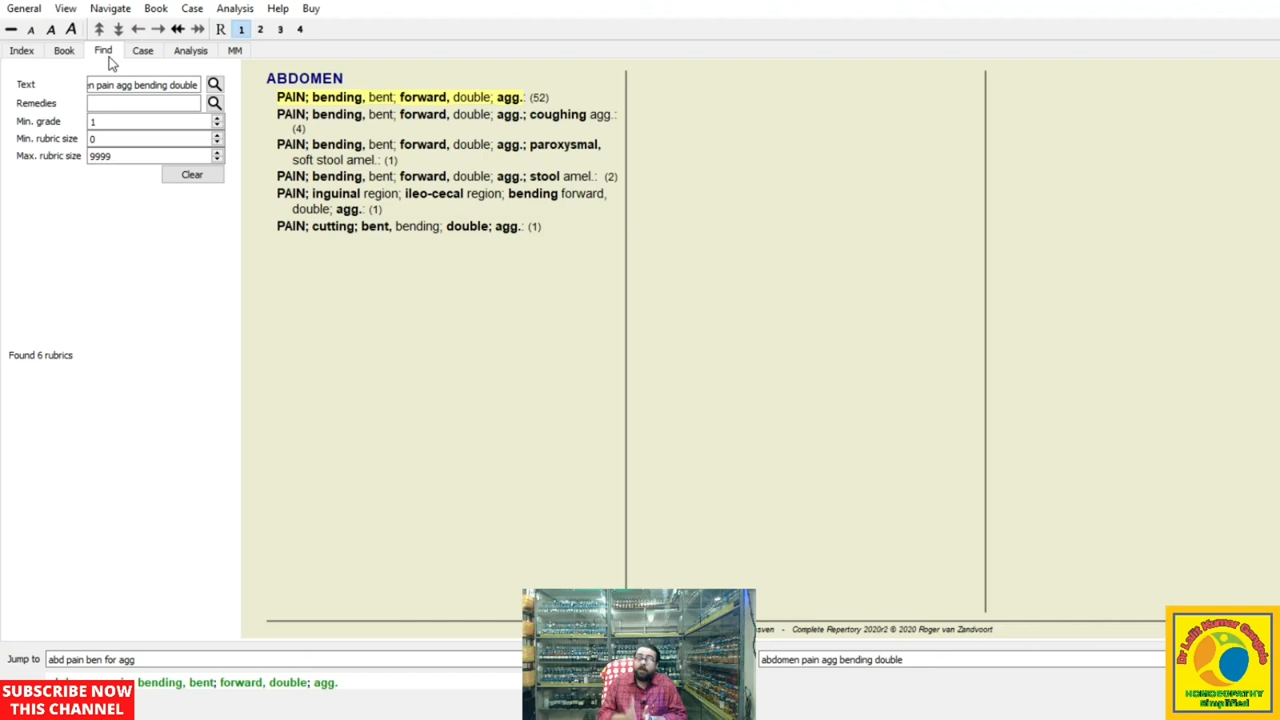 General View Navigate Book Case Analysis Help Buy
A A A R 1 2 3 4
Index Book Find Case Analysis MM
Text n pain agg bending double
Remedies
Min. grade 1
Min. rubric size 0
Max. rubric size 9999
Clear
Found 6 rubrics
ABDOMEN
PAIN; bending, bent; forward, double; agg.: (52)
PAIN; bending, bent; forward, double; agg.; coughing agg.:
(4)
PAIN; bending, bent; forward, double; agg.; paroxysmal,
soft stool amel.: (1)
PAIN; bending, bent; forward, double; agg.; stool amel.: (2)
PAIN; inguinal region; ileo-cecal region; bending forward,
double; agg.: (1)
PAIN; cutting; bent, bending; double; agg.: (1)
- Complete Repertory 2020r2 © 2020 Roger van Zandvoort
Jump to abd pain ben for agg
abdomen pain agg bending double
bending, bent; forward, double; agg.
SUBSCRIBE NOW
THIS CHANNEL
HOMOEOPATHY
Simplified